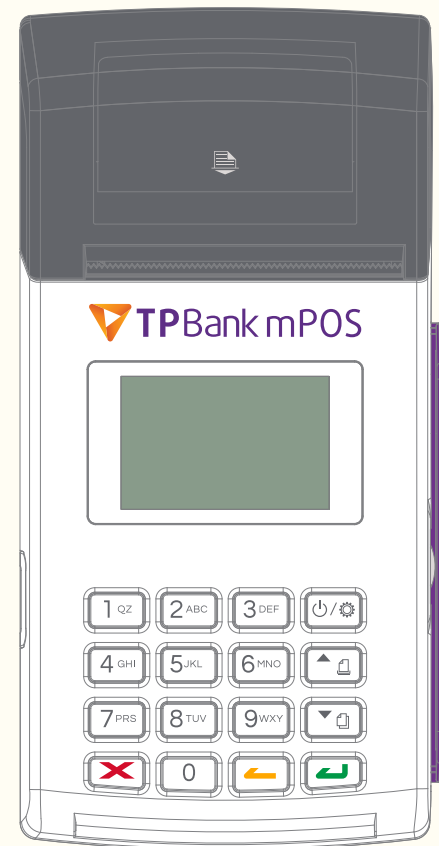 TPBank mPOS
1 QZ 2 ABC 3 DEF /
4 GHI 5 JKL 6 MNO
7 PRS 8 TUV 9 WXY
0